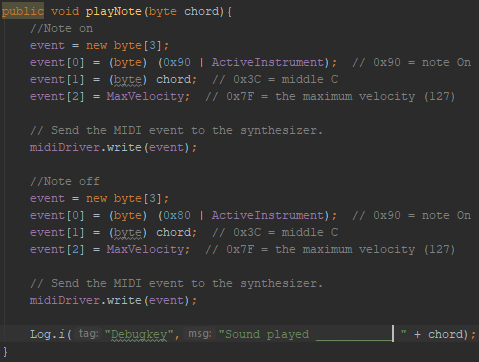 public void playNote(byte chord){
//Note on
event = new byte[3];
event[0] = (byte) (0x90 | ActiveInstrument);  // 0x90 = note On
event[1] = (byte) chord;  // 0x3C = middle C
event[2] = MaxVelocity;  // 0x7F = the maximum velocity (127)
// Send the MIDI event to the synthesizer.
midiDriver.write(event);
//Note off
event = new byte[3];
event[0] = (byte) (0x80 | ActiveInstrument);  // 0x90 = note On
event[1] = (byte) chord;  // 0x3C = middle C
event[2] = MaxVelocity;  // 0x7F = the maximum velocity (127)
// Send the MIDI event to the synthesizer.
midiDriver.write(event);
Log.i( tag: "Debugkey", msg: "Sound played ___________ " + chord);
}